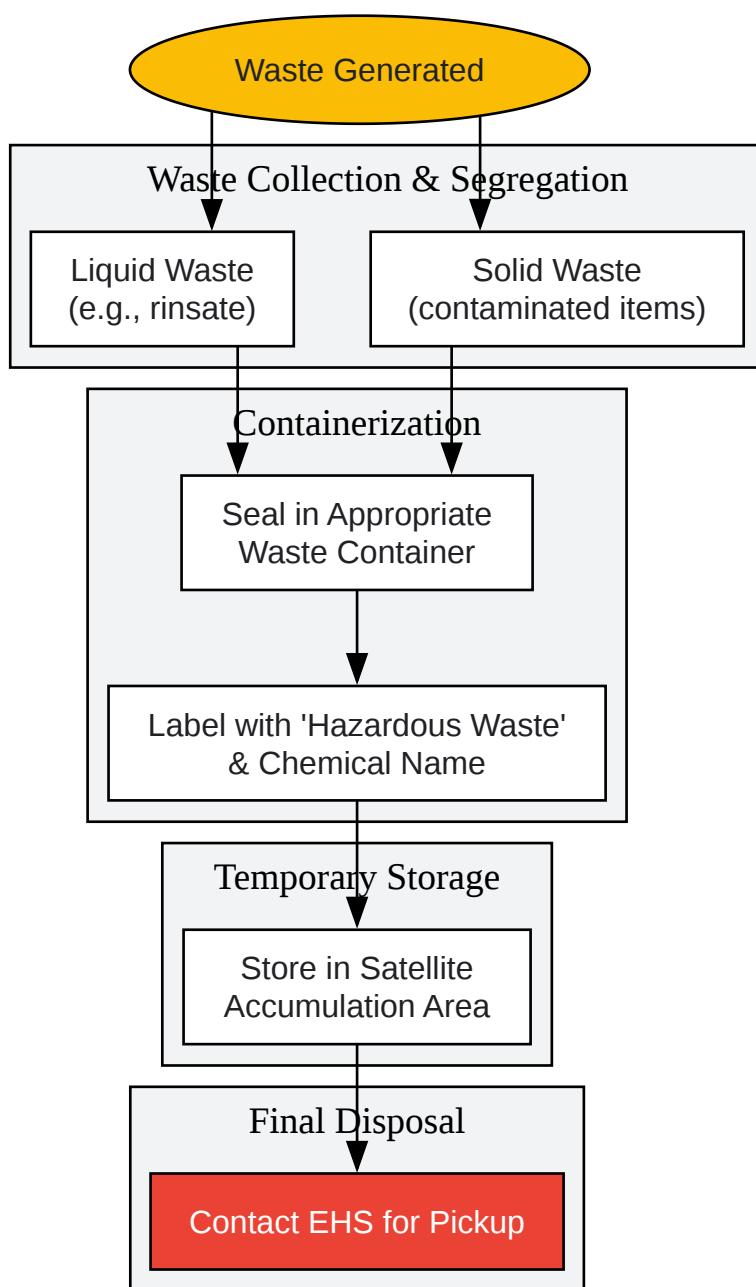 Waste Generated
Waste Collection & Segregation
Liquid Waste
(e.g., rinsate)
Solid Waste
(contaminated items)
Containerization
Seal in Appropriate
Waste Container
Label with 'Hazardous Waste'
& Chemical Name
Temporary Storage
Store in Satellite
Accumulation Area
Final Disposal
Contact EHS for Pickup